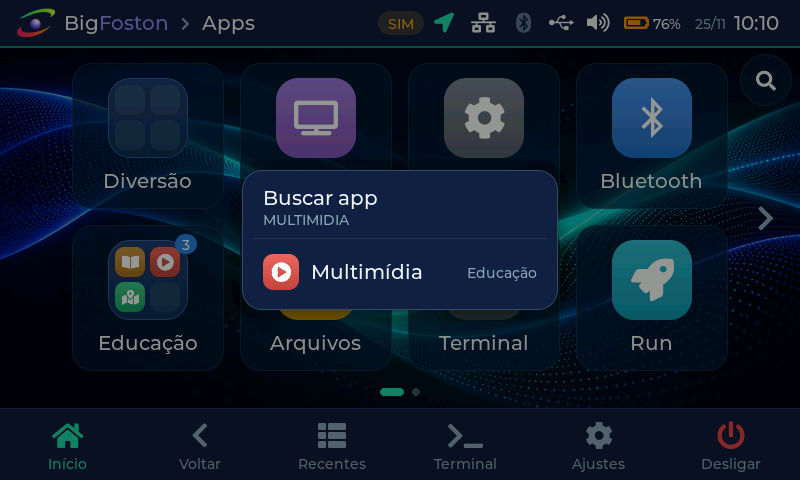 BigFoston > Apps
SIM
76%
25/11
10:10
Diversão
Bluetooth
Buscar app
MULTIMIDIA
Multimídia
Educação
3
Educação
Arquivos
Terminal
Run
Início
Voltar
Recentes
Terminal
Ajustes
Desligar